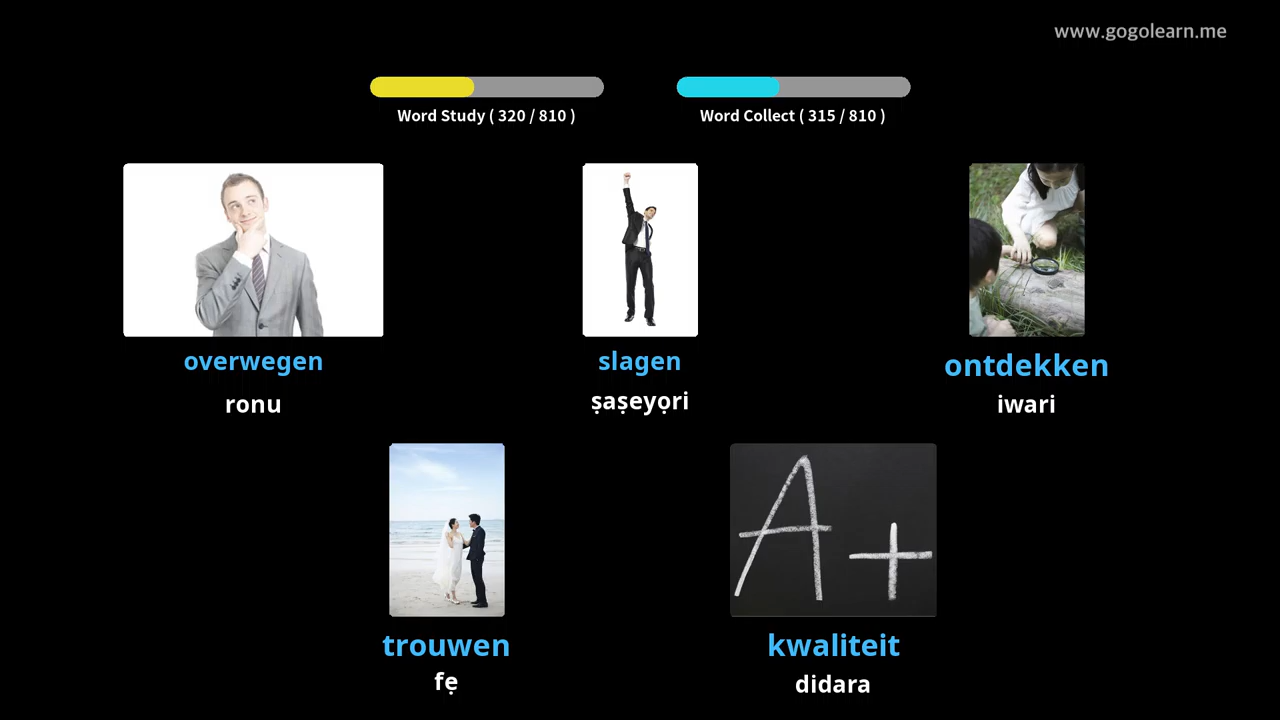 www.gogolearn.me
Word Study ( 320 / 810 )
Word Collect ( 315 / 810 )
overwegen
ronu
slagen
ṣaṣeyọri
ontdekken
iwari
A+
trouwen
fẹ
kwaliteit
didara